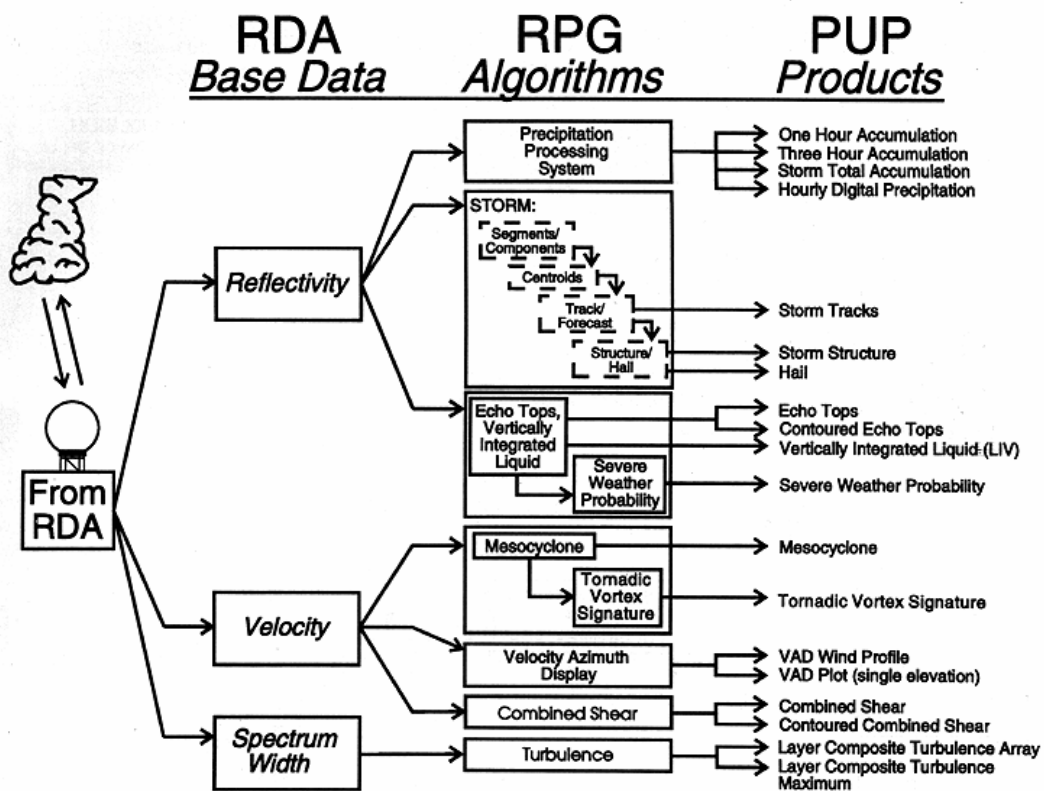 RDA
Base Data
RPG
Algorithms
PUP
Products
From
RDA
Reflectivity
Velocity
Spectrum
Width
Precipitation
Processing
System
STORM:
Segments/
Components
Centroids
Track/
Forecast
Structure/
Hail
Echo Tops,
Vertically
Integrated
Liquid
Severe
Weather
Probability
Mesocyclone
Tornadic
Vortex
Signature
Velocity Azimuth
Display
Combined Shear
Turbulence
One Hour Accumulation
Three Hour Accumulation
Storm Total Accumulation
Hourly Digital Precipitation
Storm Tracks
Storm Structure
Hail
Echo Tops
Contoured Echo Tops
Vertically Integrated Liquid (LIV)
Severe Weather Probability
Mesocyclone
Tornadic Vortex Signature
VAD Wind Profile
VAD Plot (single elevation)
Combined Shear
Contoured Combined Shear
Layer Composite Turbulence Array
Layer Composite Turbulence
Maximum